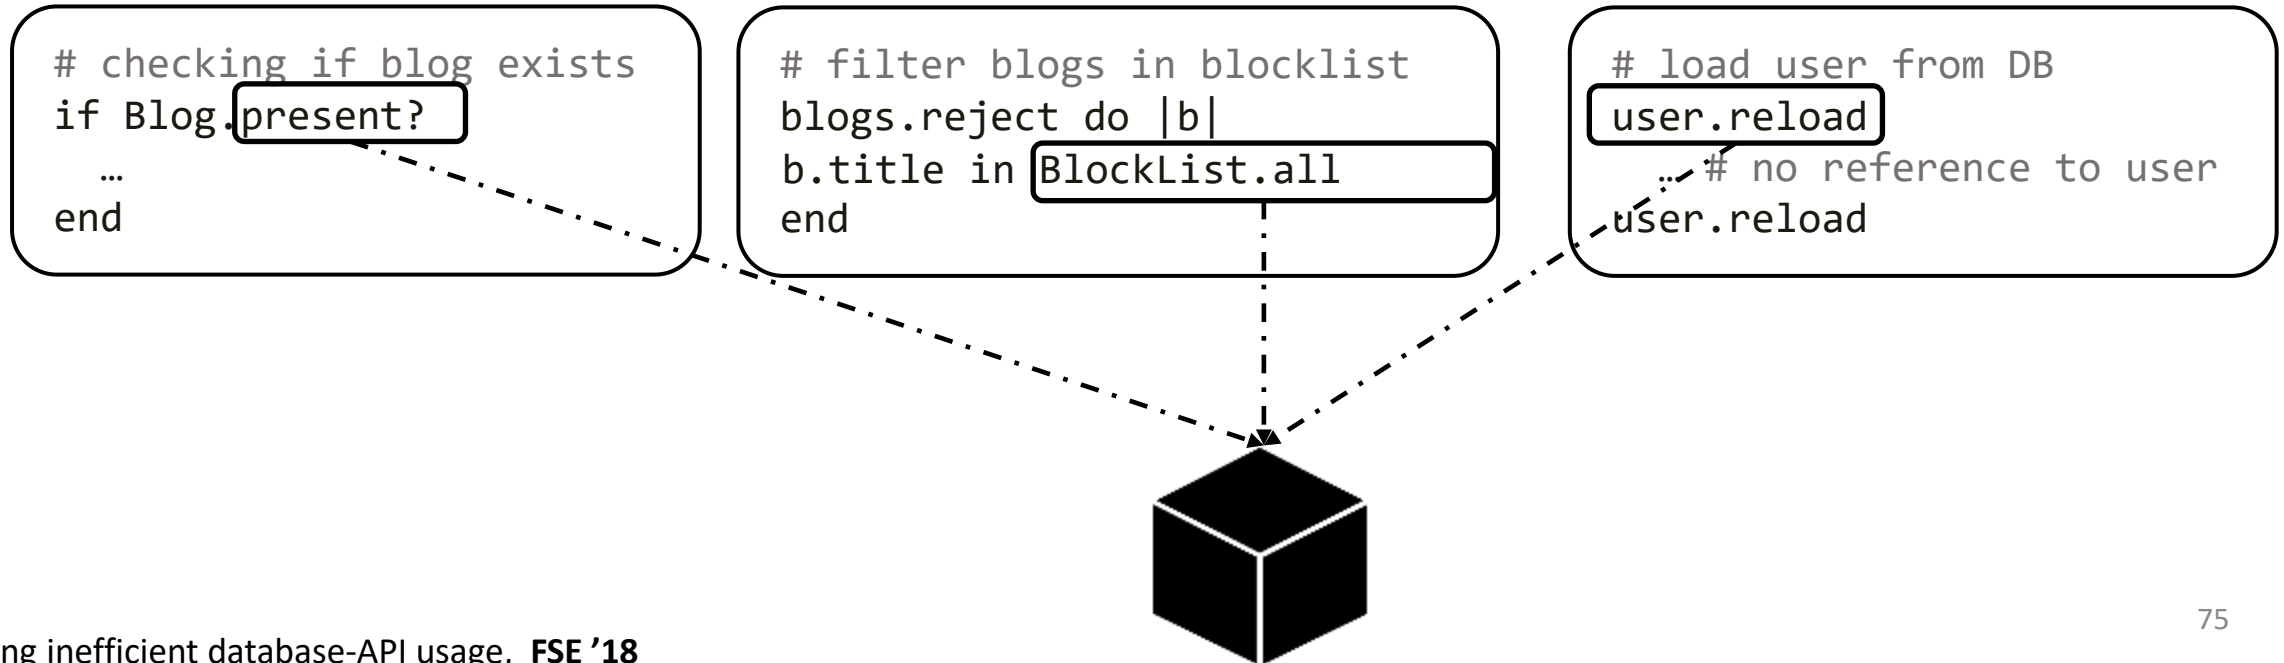 # checking if blog exists
if Blog.present?
…
end
# filter blogs in blocklist
blogs.reject do |b|
b.title in BlockList.all
end
# load user from DB
user.reload
… # no reference to user
user.reload
75
inefficient database-API usage. FSE ’18